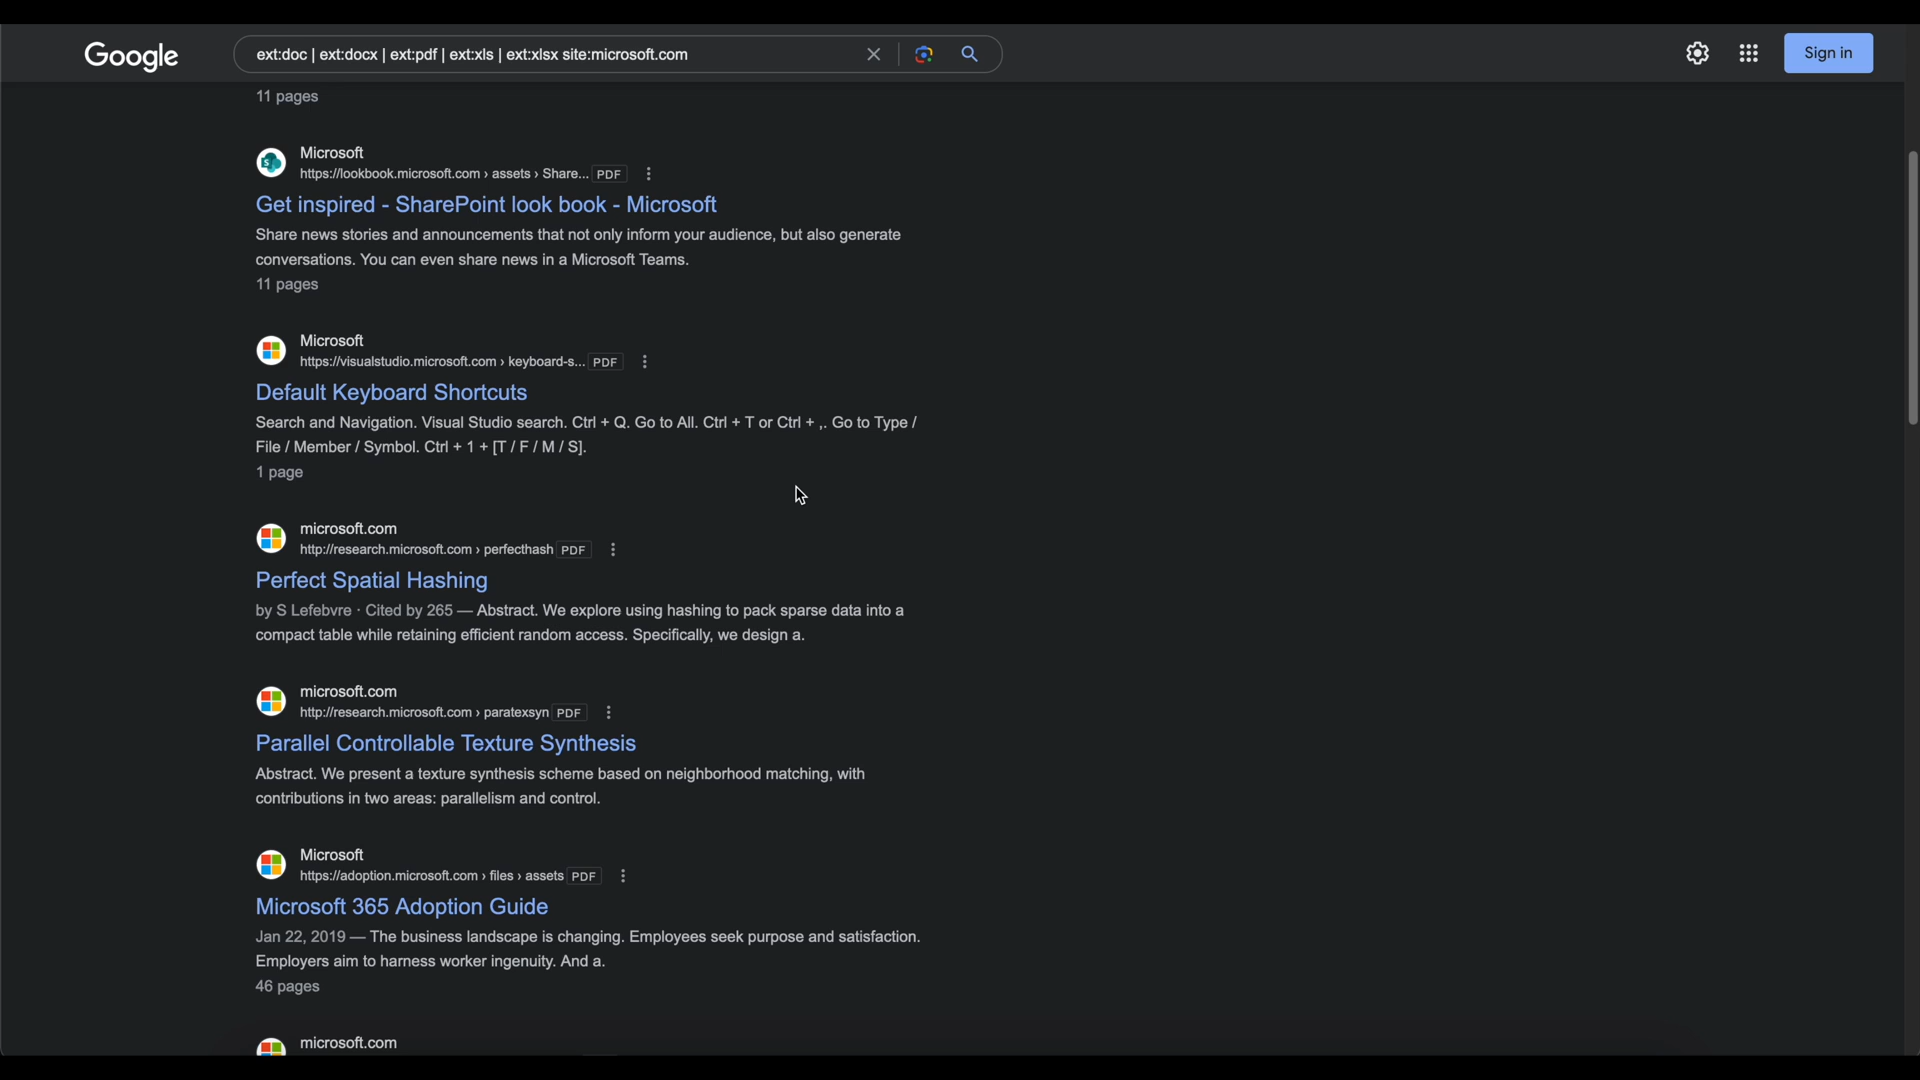 Google
ext:doc | ext:docx | ext:pdf | ext:xls | ext:xlsx site:microsoft.com
Sign in
11 pages
Microsoft
https://lookbook.microsoft.com › assets › Share... PDF
Get inspired - SharePoint look book - Microsoft
Share news stories and announcements that not only inform your audience, but also generate
conversations. You can even share news in a Microsoft Teams.
11 pages
Microsoft
https://visualstudio.microsoft.com › keyboard-s... PDF
Default Keyboard Shortcuts
Search and Navigation. Visual Studio search. Ctrl + Q. Go to All. Ctrl + T or Ctrl + ,. Go to Type /
File / Member / Symbol. Ctrl + 1 + [T / F / M / S].
1 page
microsoft.com
http://research.microsoft.com › perfecthash PDF
Perfect Spatial Hashing
by S Lefebvre · Cited by 265 — Abstract. We explore using hashing to pack sparse data into a
compact table while retaining efficient random access. Specifically, we design a.
microsoft.com
http://research.microsoft.com › paratexsyn PDF
Parallel Controllable Texture Synthesis
Abstract. We present a texture synthesis scheme based on neighborhood matching, with
contributions in two areas: parallelism and control.
Microsoft
https://adoption.microsoft.com › files › assets PDF
Microsoft 365 Adoption Guide
Jan 22, 2019 — The business landscape is changing. Employees seek purpose and satisfaction.
Employers aim to harness worker ingenuity. And a.
46 pages
microsoft.com